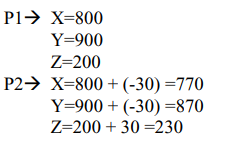 P1→ X=800
Y=900
Z=200
P2→ X=800 + (-30) =770
Y=900 + (-30) =870
Z=200 + 30 =230